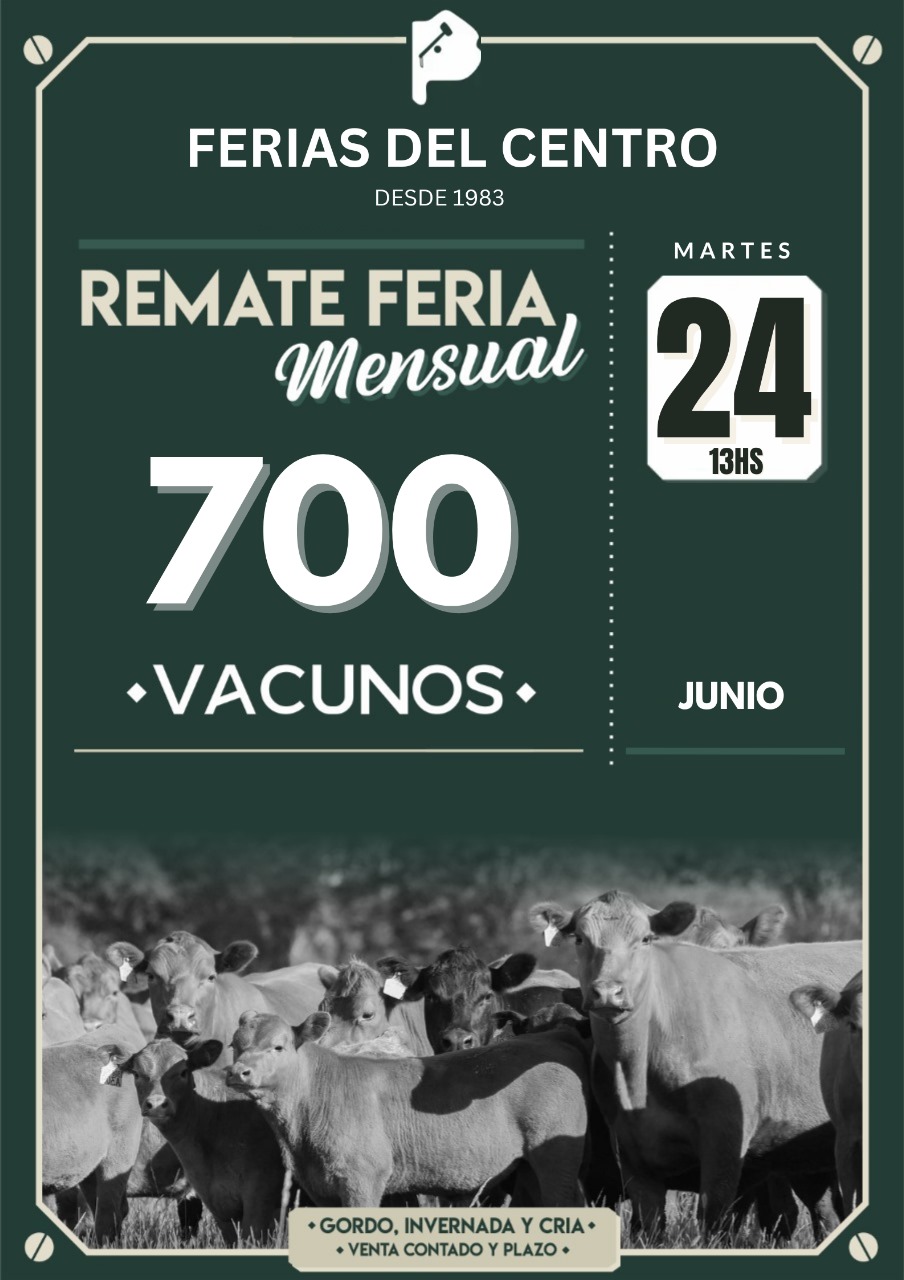 FERIAS DEL CENTRO
DESDE 1983
REMATE FERIA
Mensual
700
VACUNOS
MARTES
24
13HS
JUNIO
•GORDO, INVERNADA Y CRIA•
•VENTA CONTADO Y PLAZO•